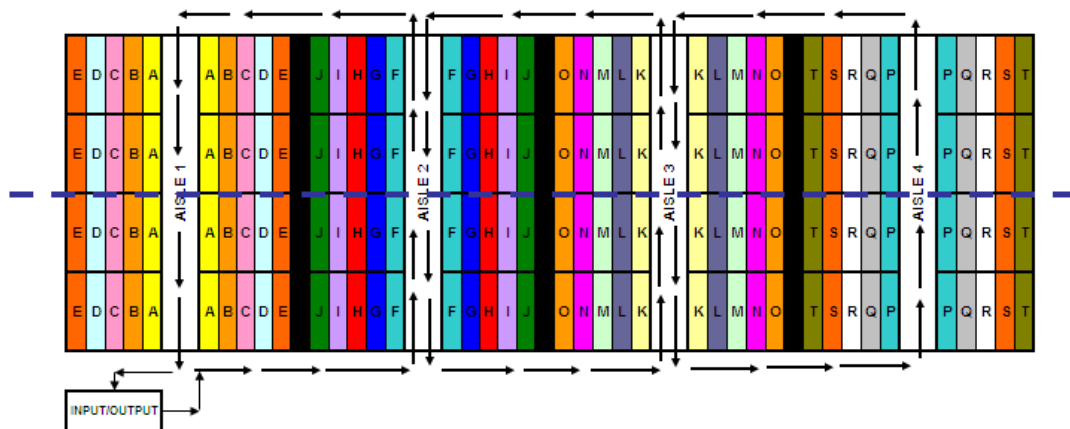 E D C B A A B C D E J I H G F F G H I J O N M L K K L M N O T S R Q P P Q R S T
E D C B A A B C D E J I H G F F G H I J O N M L K K L M N O T S R Q P P Q R S T
AISLE 1 AISLE 2 AISLE 3 AISLE 4
E D C B A A B C D E J I H G F F G H I J O N M L K K L M N O T S R Q P P Q R S T
E D C B A A B C D E J I H G F F G H I J O N M L K K L M N O T S R Q P P Q R S T
INPUT/OUTPUT